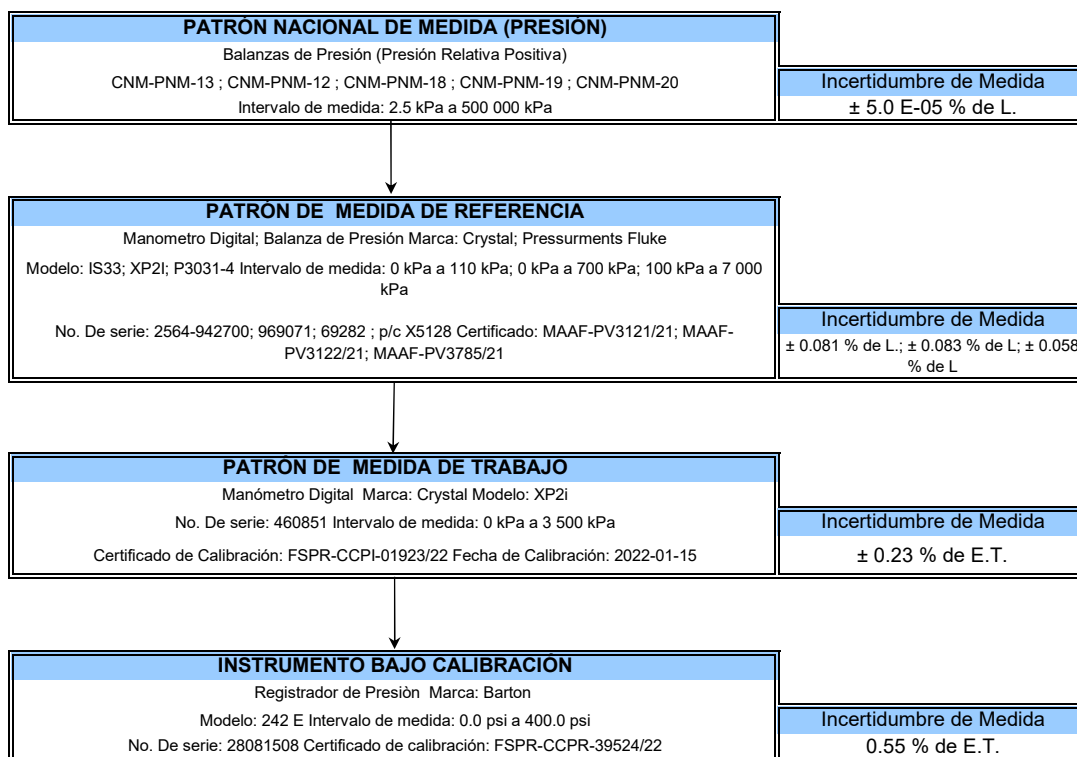 PATRÓN NACIONAL DE MEDIDA (PRESIÓN)
Balanzas de Presión (Presión Relativa Positiva)
CNM-PNM-13 ; CNM-PNM-12 ; CNM-PNM-18 ; CNM-PNM-19 ; CNM-PNM-20
Intervalo de medida: 2.5 kPa a 500 000 kPa
Incertidumbre de Medida
± 5.0 E-05 % de L.
PATRÓN DE MEDIDA DE REFERENCIA
Manometro Digital; Balanza de Presión Marca: Crystal; Pressurments Fluke
Modelo: IS33; XP2I; P3031-4 Intervalo de medida: 0 kPa a 110 kPa; 0 kPa a 700 kPa; 100 kPa a 7 000
kPa
No. De serie: 2564-942700; 969071; 69282 ; p/c X5128 Certificado: MAAF-PV3121/21; MAAF-
PV3122/21; MAAF-PV3785/21
Incertidumbre de Medida
± 0.081 % de L.; ± 0.083 % de L; ± 0.058
% de L
PATRÓN DE MEDIDA DE TRABAJO
Manómetro Digital Marca: Crystal Modelo: XP2i
No. De serie: 460851 Intervalo de medida: 0 kPa a 3 500 kPa
Certificado de Calibración: FSPR-CCPI-01923/22 Fecha de Calibración: 2022-01-15
Incertidumbre de Medida
± 0.23 % de E.T.
INSTRUMENTO BAJO CALIBRACIÓN
Registrador de Presiòn Marca: Barton
Modelo: 242 E Intervalo de medida: 0.0 psi a 400.0 psi
No. De serie: 28081508 Certificado de calibración: FSPR-CCPR-39524/22
Incertidumbre de Medida
0.55 % de E.T.